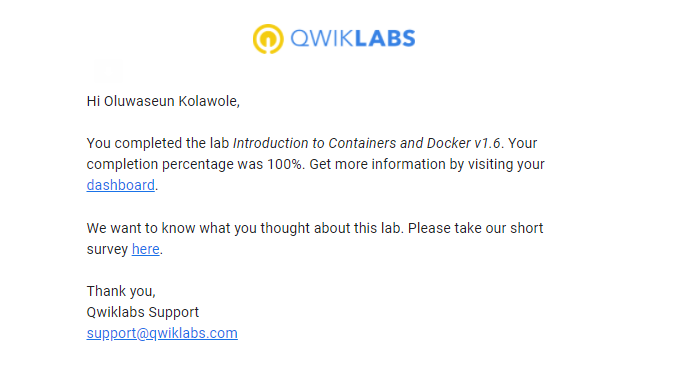 QWIKLABS
Hi Oluwaseun Kolawole,
You completed the lab Introduction to Containers and Docker v1.6. Your
completion percentage was 100%. Get more information by visiting your
dashboard.
We want to know what you thought about this lab. Please take our short
survey here.
Thank you,
Qwiklabs Support
support@qwiklabs.com